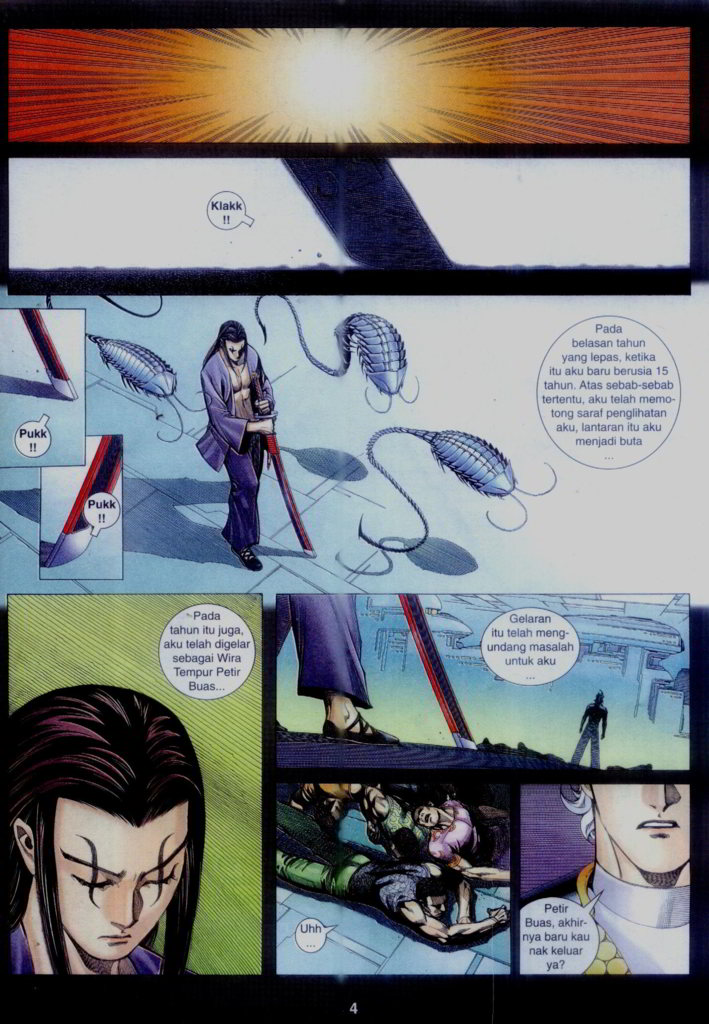 Klakk
!!
Pukk
!!
Pukk
!!
Pada
belasan tahun
yang lepas, ketika
itu aku baru berusia 15
tahun. Atas sebab-sebab
tertentu, aku telah memo-
tong saraf penglihatan
aku, lantaran itu aku
menjadi buta
...
Pada
tahun itu juga,
aku telah digelar
sebagai Wira
Tempur Petir
Buas...
Gelaran
itu telah meng-
undang masalah
untuk aku
...
Uhh
...
Petir
Buas, akhir-
nya baru kau
nak keluar
ya?
4